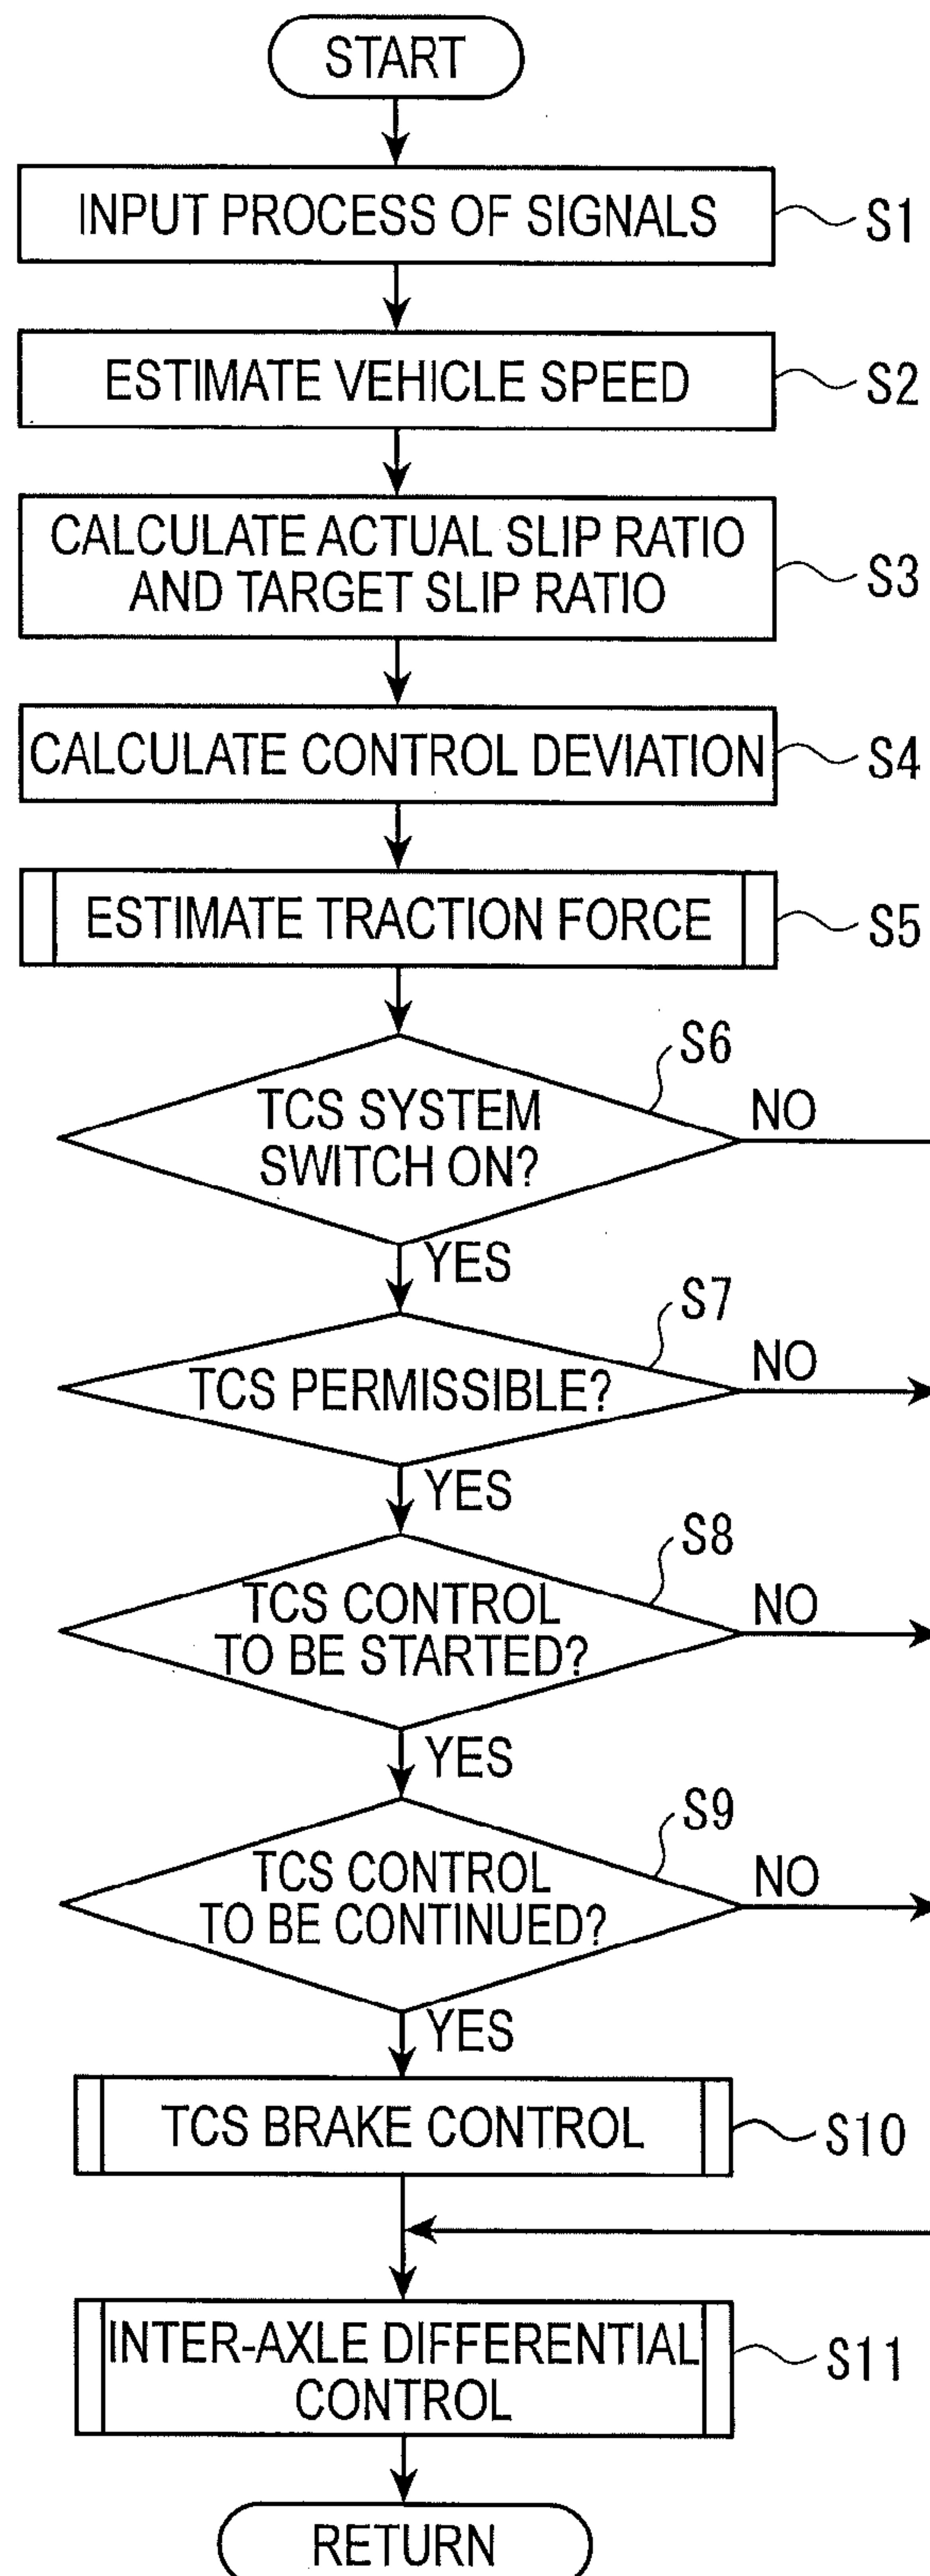 START
INPUT PROCESS OF SIGNALS
S1
ESTIMATE VEHICLE SPEED
S2
CALCULATE ACTUAL SLIP RATIO
AND TARGET SLIP RATIO
S3
CALCULATE CONTROL DEVIATION
S4
ESTIMATE TRACTION FORCE
S5
S6
TCS SYSTEM
SWITCH ON?
NO
YES
S7
TCS PERMISSIBLE?
NO
YES
S8
TCS CONTROL
TO BE STARTED?
NO
YES
S9
TCS CONTROL
TO BE CONTINUED?
NO
YES
TCS BRAKE CONTROL
S10
INTER-AXLE DIFFERENTIAL
CONTROL
S11
RETURN